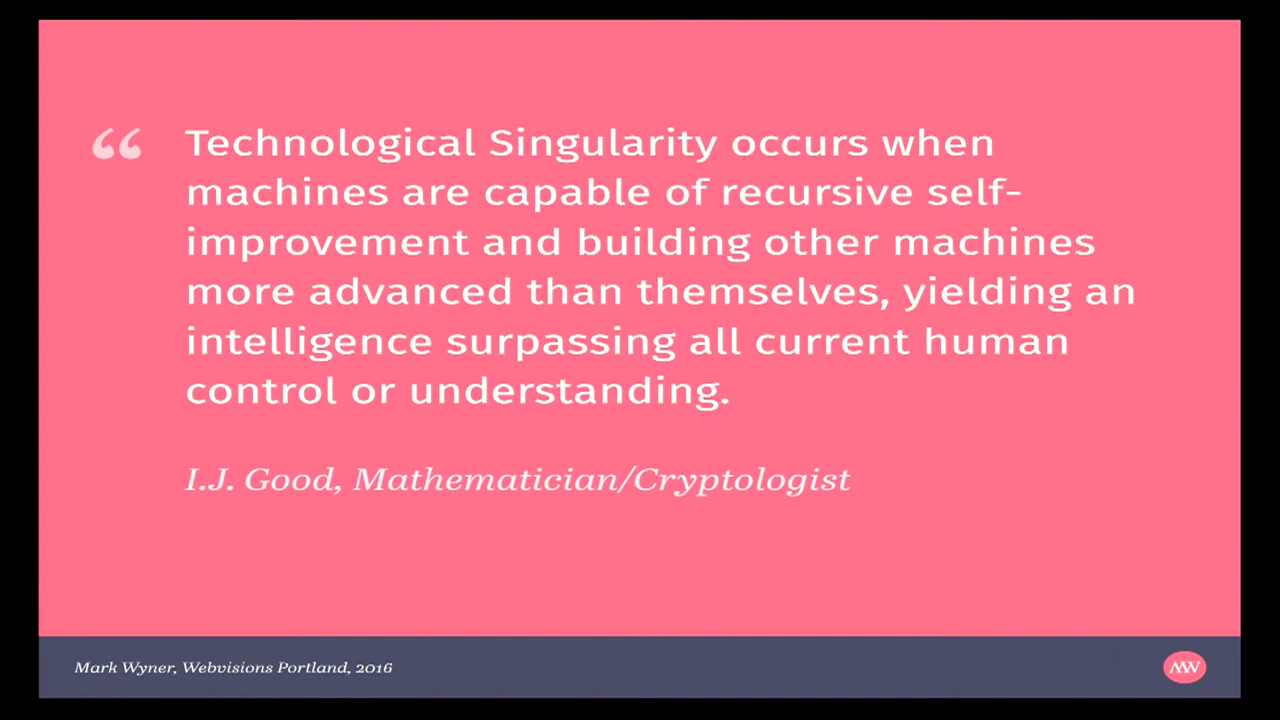 “ Technological Singularity occurs when
machines are capable of recursive self-
improvement and building other machines
more advanced than themselves, yielding an
intelligence surpassing all current human
control or understanding.
I.J. Good, Mathematician/Cryptologist
Mark Wyner, Webvisions Portland, 2016
MW